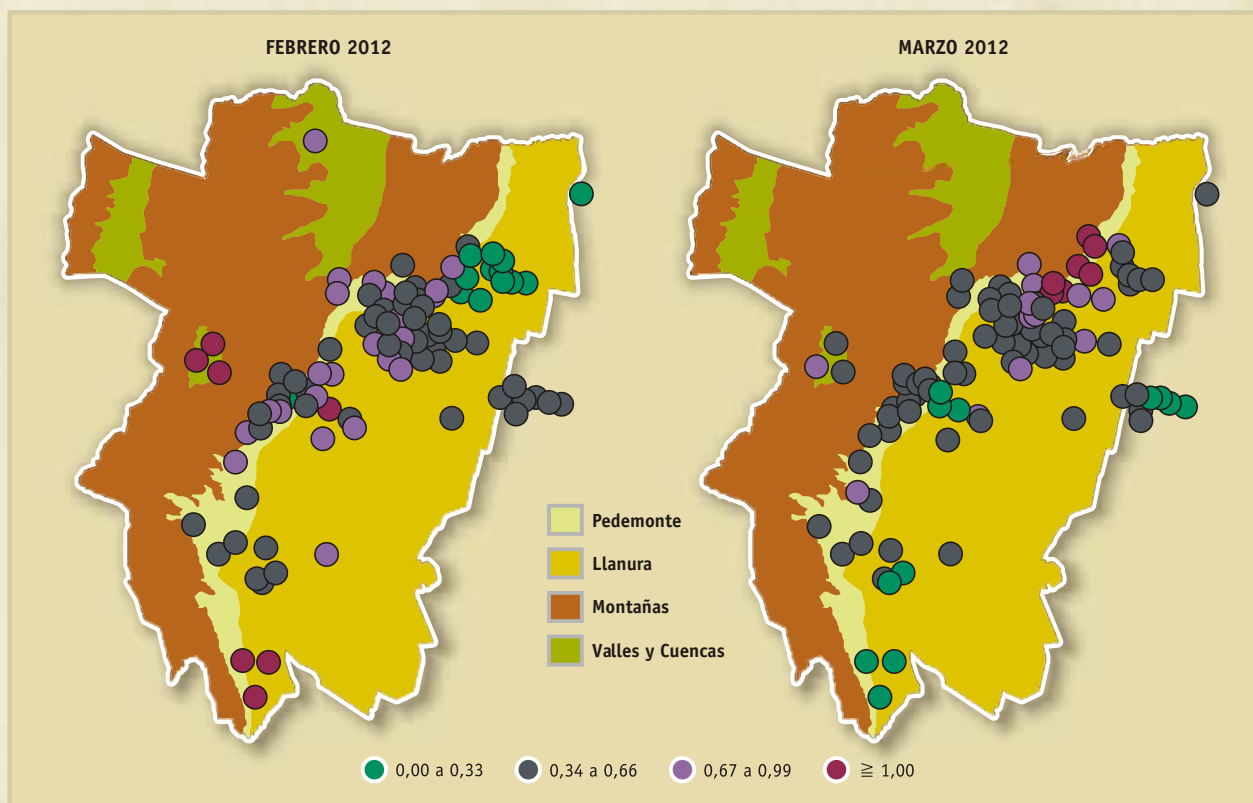 FEBRERO 2012
MARZO 2012
Pedemonte
Llanura
Montañas
Valles y Cuencas
0,00 a 0,33
0,34 a 0,66
0,67 a 0,99
≧ 1,00